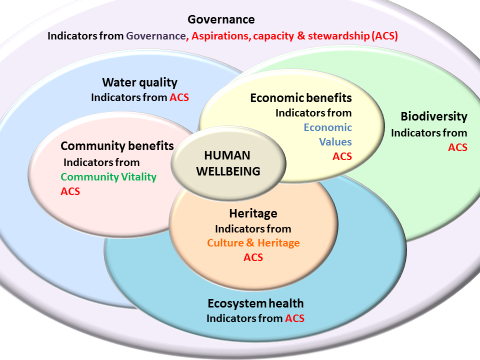 Governance
Indicators from Governance, Aspirations, capacity & stewardship (ACS)
Water quality
Indicators from ACS
Economic benefits
Indicators from
Economic
Values
ACS
Biodiversity
Indicators from
ACS
Community benefits
Indicators from
Community Vitality
ACS
HUMAN
WELLBEING
Heritage
Indicators from
Culture & Heritage
ACS
Ecosystem health
Indicators from ACS